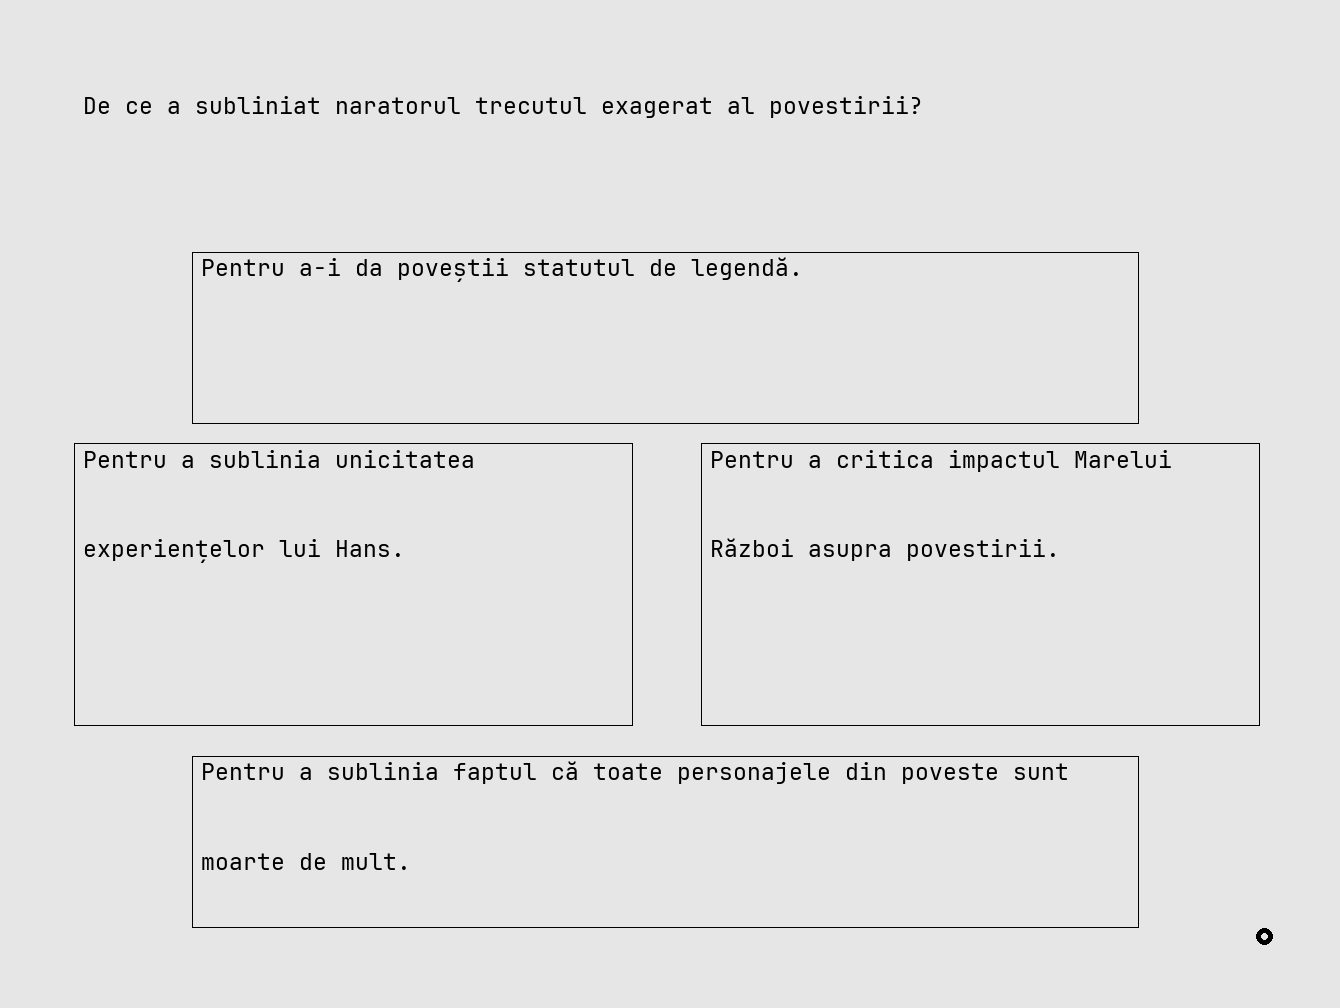 De ce a subliniat naratorul trecutul exagerat al povestirii?
Pentru a-i da poveștii statutul de legendă.
Pentru a sublinia unicitatea
experiențelor lui Hans.
Pentru a critica impactul Marelui
Război asupra povestirii.
Pentru a sublinia faptul că toate personajele din poveste sunt
moarte de mult.